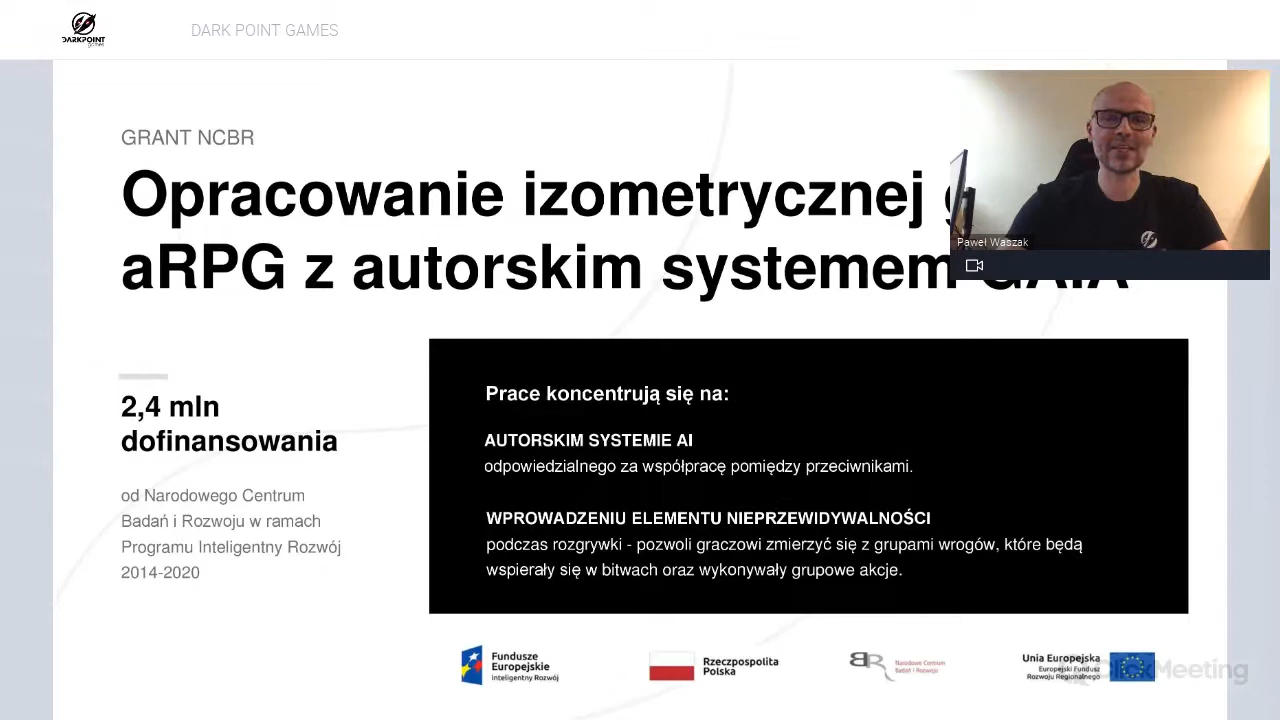 DARKPOINT
games
DARK POINT GAMES
GRANT NCBR
Opracowanie izometrycznej
aRPG z autorskim systemem GAIA
Paweł Waszak
2,4 mln
dofinansowania
od Narodowego Centrum
Badań i Rozwoju w ramach
Programu Inteligentny Rozwój
2014-2020
Prace koncentrują się na:
AUTORSKIM SYSTEMIE AI
odpowiedzialnego za współpracę pomiędzy przeciwnikami.
WPROWADZENIU ELEMENTU NIEPRZEWIDYWALNOŚCI
podczas rozgrywki - pozwoli graczowi zmierzyć się z grupami wrogów, które będą
wspierały się w bitwach oraz wykonywały grupowe akcje.
Fundusze
Europejskie
Inteligentny Rozwój
Rzeczpospolita
Polska
Narodowe Centrum
Badań i Rozwoju
Unia Europejska
Europejski Fundusz
Rozwoju Regionalnego
ClickMeeting